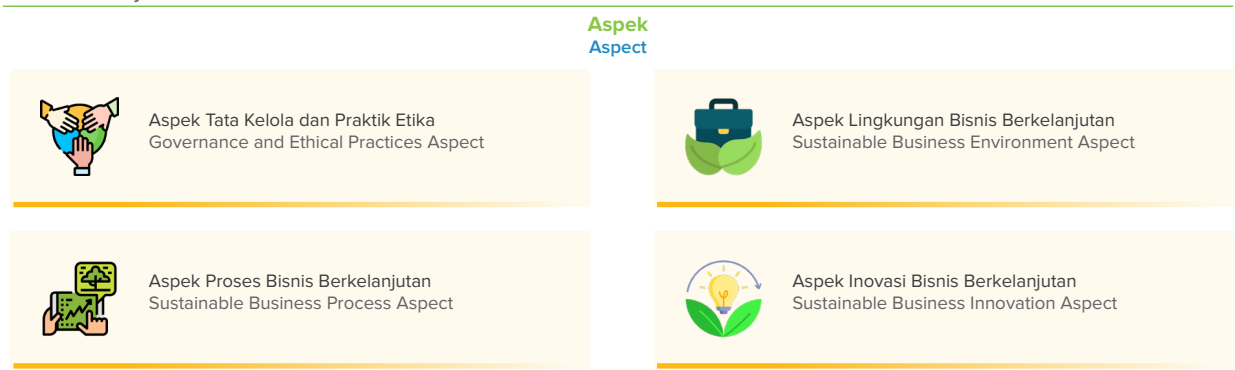 Aspek
Aspect
Aspek Tata Kelola dan Praktik Etika
Governance and Ethical Practices Aspect
Aspek Lingkungan Bisnis Berkelanjutan
Sustainable Business Environment Aspect
Aspek Proses Bisnis Berkelanjutan
Sustainable Business Process Aspect
Aspek Inovasi Bisnis Berkelanjutan
Sustainable Business Innovation Aspect